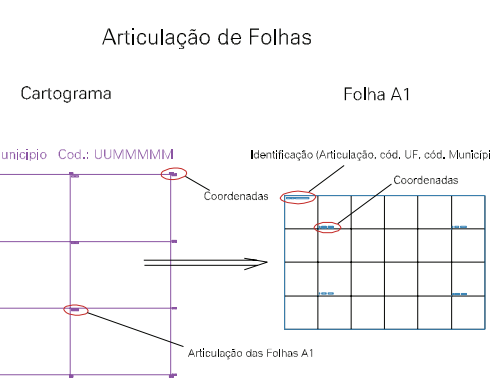 Articulação de Folhas
Cartograma
Folha A1
unicípio Cod.: UUMMMMM
Identificação (Articulação, cód. UF, cód. Municípi
Coordenadas
Coordenadas
Articulação das Folhas A1